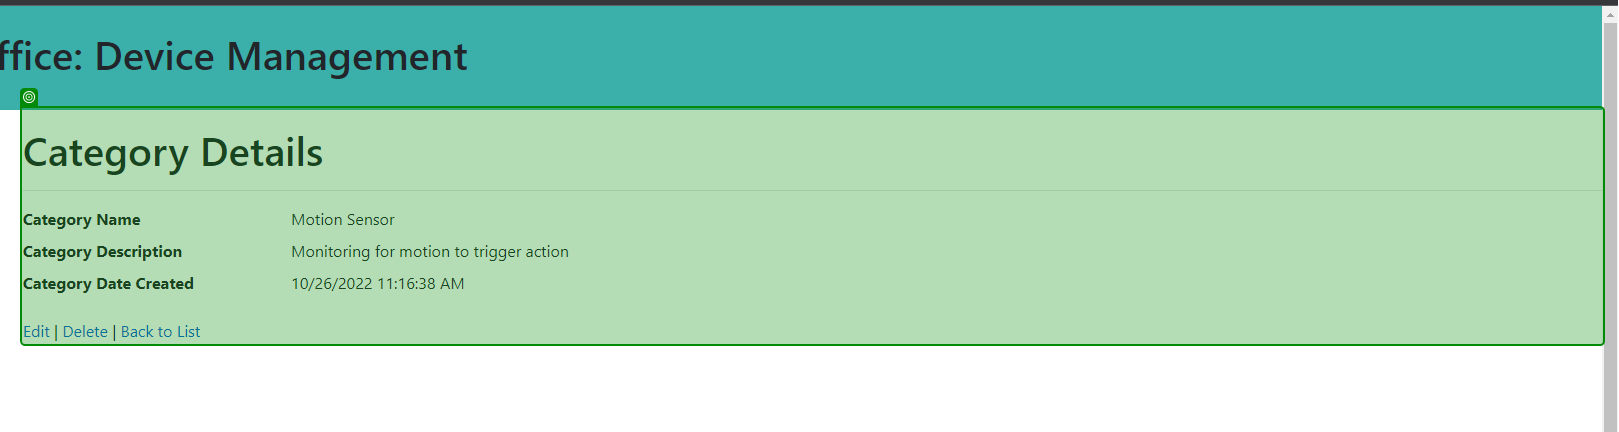 ffice: Device Management
Category Details
Category Name Motion Sensor
Category Description Monitoring for motion to trigger action
Category Date Created 10/26/2022 11:16:38 AM
Edit | Delete | Back to List